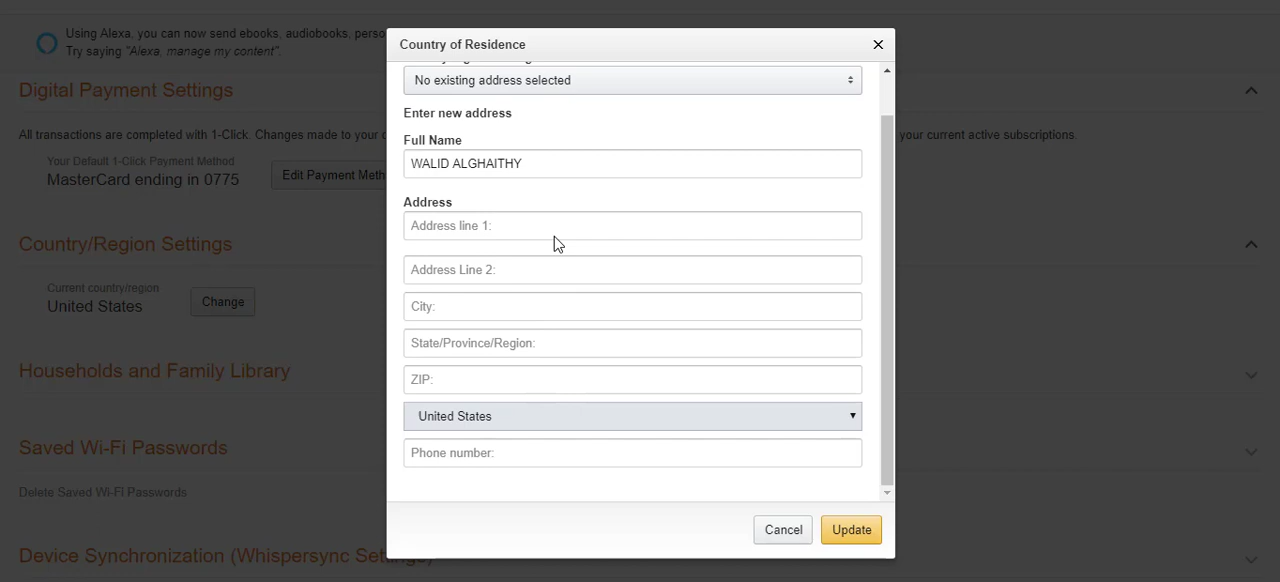 Using Alexa, you can now send ebooks, audiobooks, perso
Try saying "Alexa, manage my content".
Country of Residence
No existing address selected
Digital Payment Settings
Enter new address
All transactions are completed with 1-Click. Changes made to your
your current active subscriptions.
Full Name
Your Default 1-Click Payment Method
MasterCard ending in 0775
Edit Payment Meth
WALID ALGHAITHY
Address
Address line 1:
Country/Region Settings
Address Line 2:
Current country/region
United States
Change
City:
State/Province/Region:
Households and Family Library
ZIP:
United States
Saved Wi-Fi Passwords
Phone number:
Delete Saved Wi-FI Passwords
Cancel
Update
Device Synchronization (Whispersync Settings)